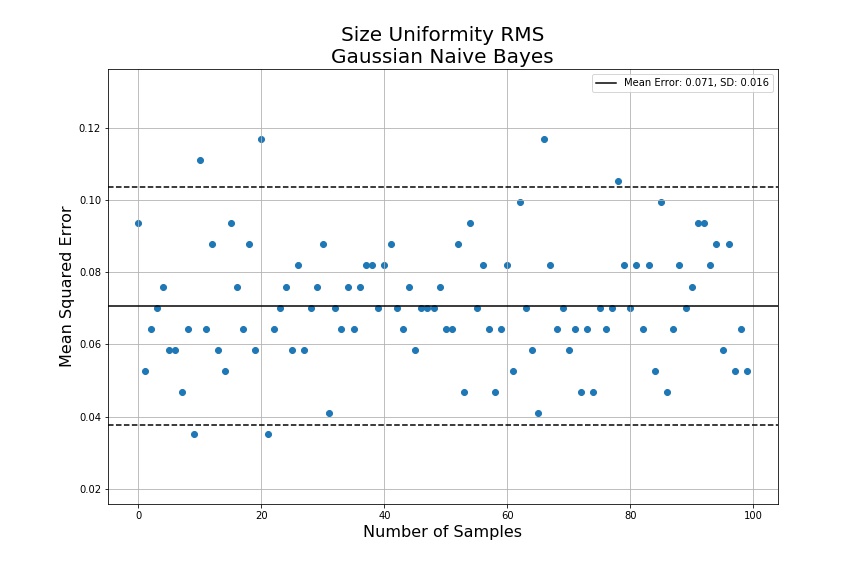 Size Uniformity RMS
Gaussian Naive Bayes
Mean Error: 0.071, SD: 0.016
Mean Squared Error
0.12
0.10
0.08
0.06
0.04
0.02
0 20 40 60 80 100
Number of Samples